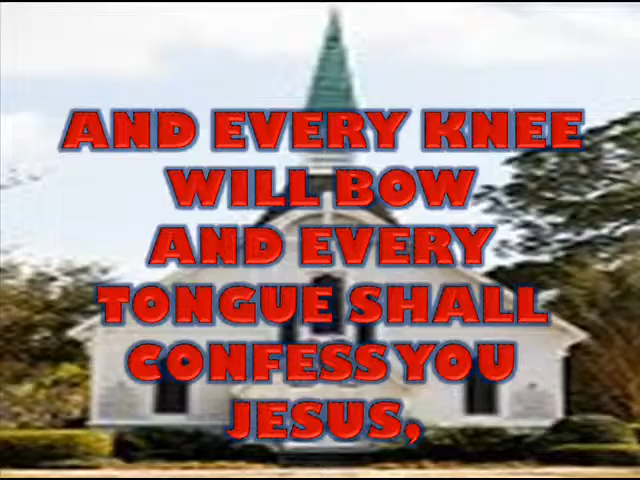 AND EVERY KNEE
WILL BOW
AND EVERY
TONGUE SHALL
CONFESS YOU
JESUS,